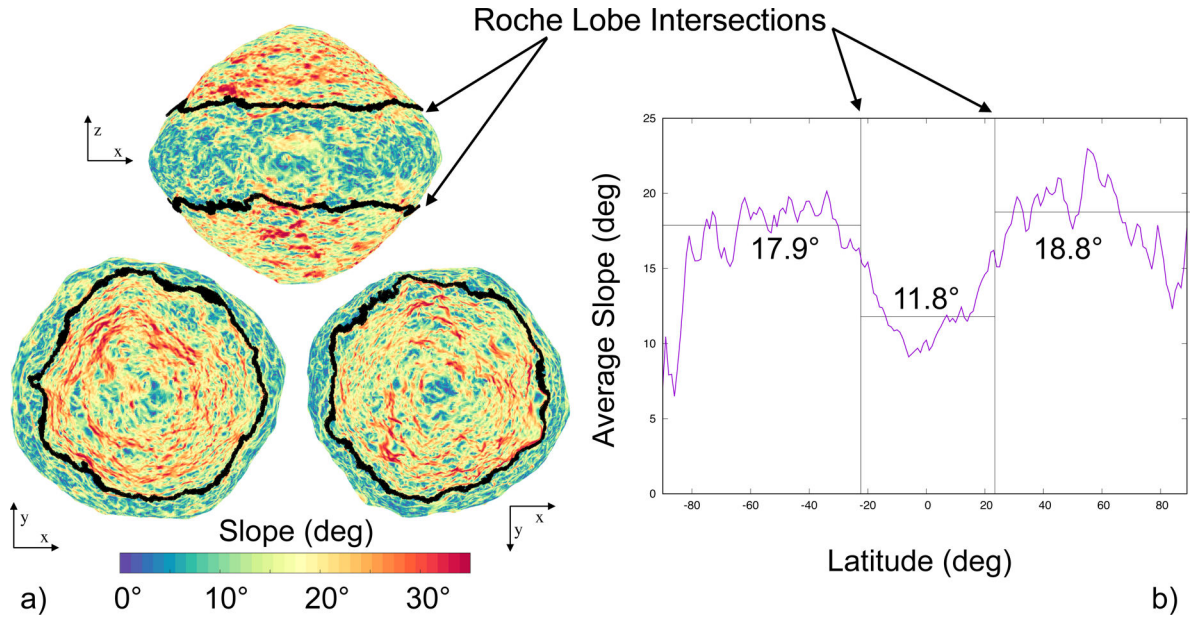 Roche Lobe Intersections
z
x
y
x
x
y
Slope (deg)
0° 10° 20° 30°
a)
25
20
15
10
5
0
-80 -60 -40 -20 0 20 40 60 80
17.9°
11.8°
18.8°
Average Slope (deg)
Latitude (deg)
b)